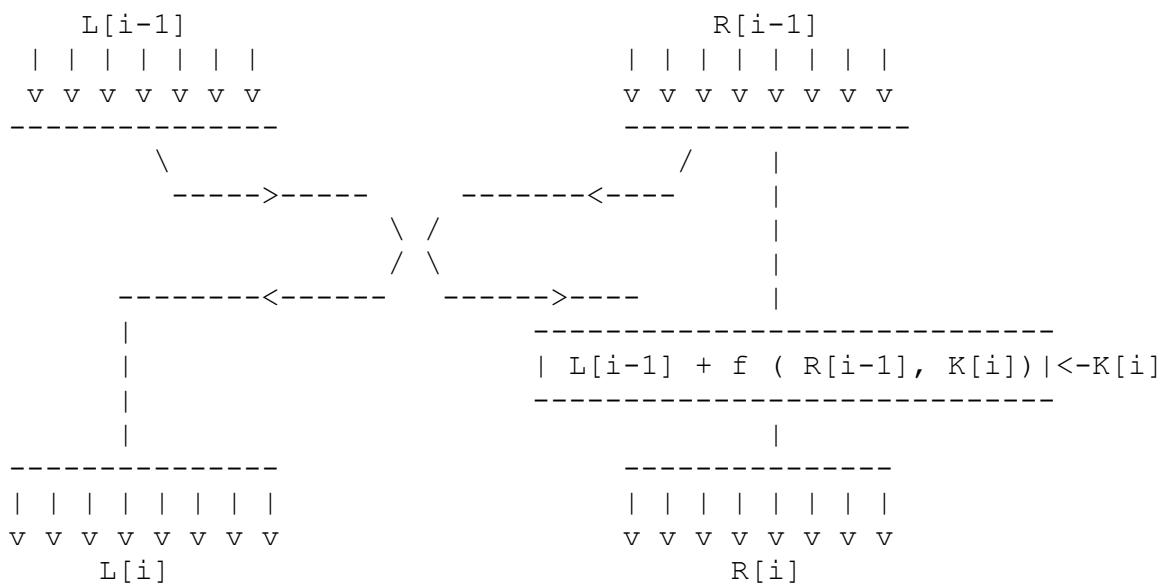 L[i-1] R[i-1]
| | | | | | | | | | | | | | |
v v v v v v v v v v v v v v v
--------------- ----------------
\ / |
----->----- -------<---- |
\ / |
/ \ |
--------<------ ------>---- |
| -----------------------------
| | L[i-1] + f ( R[i-1], K[i])|<-K[i]
| -----------------------------
| |
--------------- ---------------
| | | | | | | | | | | | | | | |
v v v v v v v v v v v v v v v v
L[i] R[i]